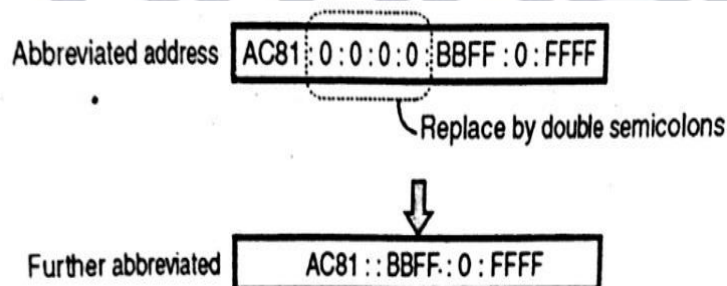 Abbreviated address AC81 :0:0:0:0: BBFF : 0 : FFFF
Replace by double semicolons
Further abbreviated AC81 : : BBFF : 0 : FFFF